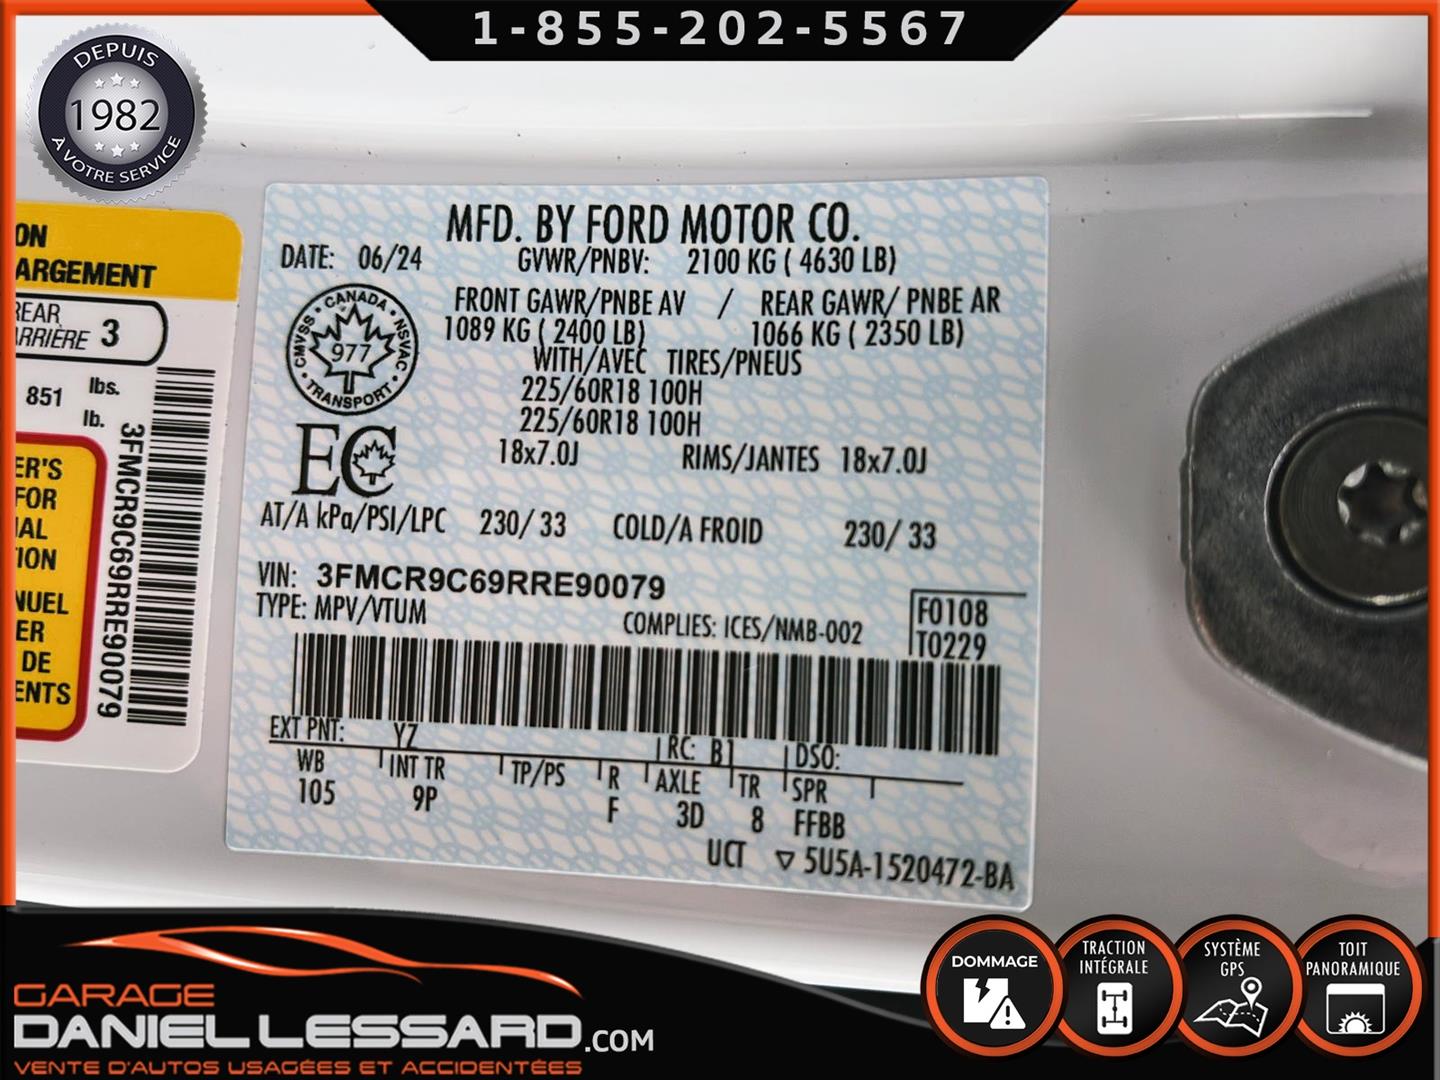 1-855-202-5567
DEPUIS
1982
À VOTRE SERVICE
ON
ARGEMENT
REAR
ARRIÈRE 3
851 lbs.
lb.
ER'S
FOR
NAL
ION
NUEL
ER
DE
ENTS
3FMCR9C69RRE90079
MFD. BY FORD MOTOR CO.
DATE: 06/24 GVWR/PNBV: 2100 KG ( 4630 LB)
FRONT GAWR/PNBE AV / REAR GAWR/ PNBE AR
1089 KG ( 2400 LB) 1066 KG ( 2350 LB)
WITH/AVEC TIRES/PNEUS
225/60R18 100H
225/60R18 100H
18x7.0J RIMS/JANTES 18x7.0J
CANADA
CMVSS NSVAC
977
TRANSPORT
EC
AT/A kPa/PSI/LPC 230/ 33 COLD/A FROID 230/ 33
VIN: 3FMCR9C69RRE90079
TYPE: MPV/VTUM COMPLIES: ICES/NMB-002
F0108
T0229
EXT PNT: YZ RC: B1 DSO:
WB INT TR TP/PS R AXLE TR SPR
105 9P F 3D 8 FFBB
UCT ▽ 5U5A-1520472-BA
GARAGE
DANIEL LESSARD.COM
VENTE D'AUTOS USAGÉES ET ACCIDENTÉES
DOMMAGE
TRACTION
INTÉGRALE
SYSTÈME
GPS
TOIT
PANORAMIQUE